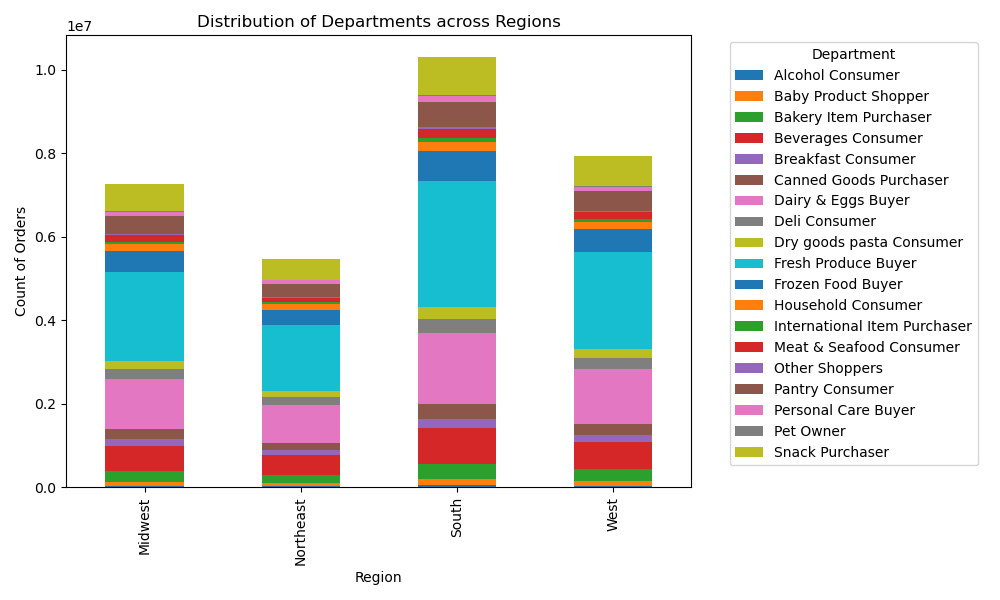 Distribution of Departments across Regions
1e7
1.0
0.8
0.6
0.4
0.2
0.0
Count of Orders
Midwest
Northeast
South
West
Region
Department
Alcohol Consumer
Baby Product Shopper
Bakery Item Purchaser
Beverages Consumer
Breakfast Consumer
Canned Goods Purchaser
Dairy & Eggs Buyer
Deli Consumer
Dry goods pasta Consumer
Fresh Produce Buyer
Frozen Food Buyer
Household Consumer
International Item Purchaser
Meat & Seafood Consumer
Other Shoppers
Pantry Consumer
Personal Care Buyer
Pet Owner
Snack Purchaser